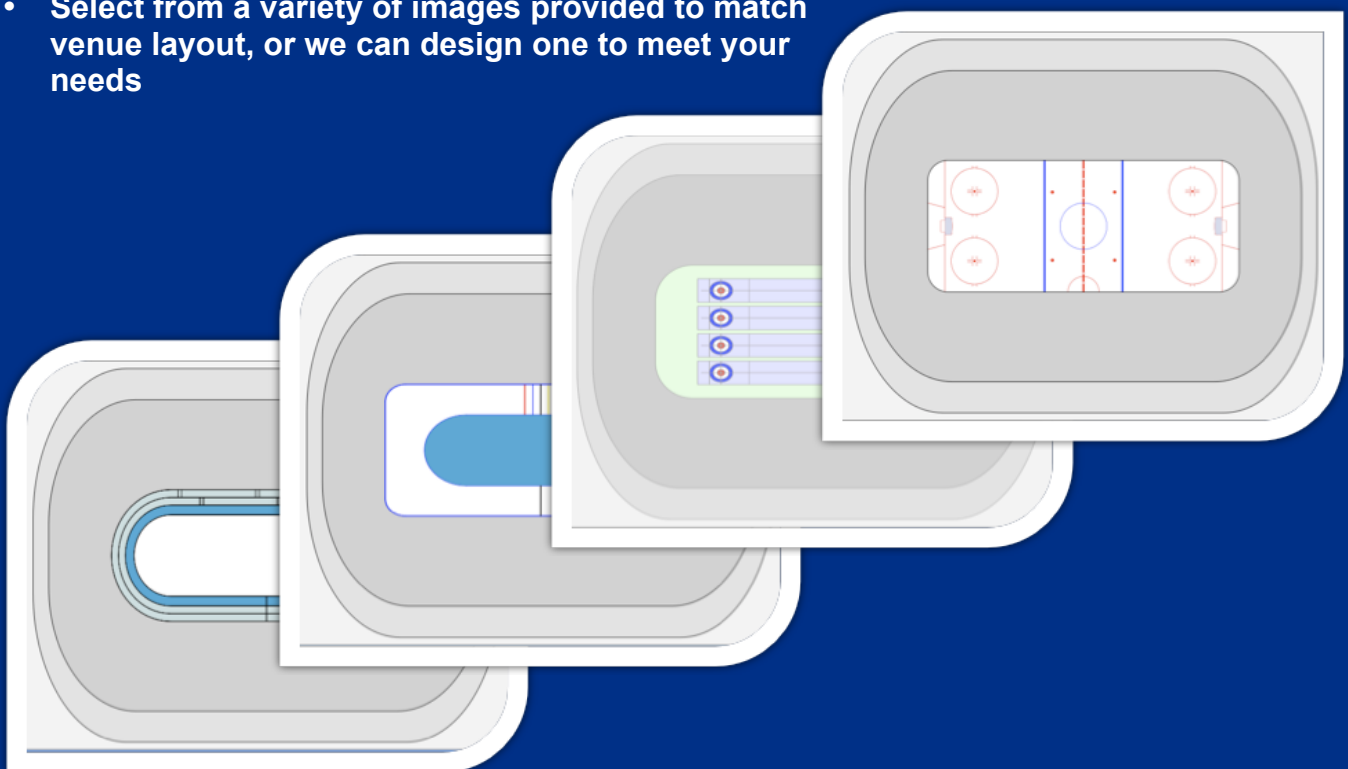 • Select from a variety of images provided to match
venue layout, or we can design one to meet your
needs